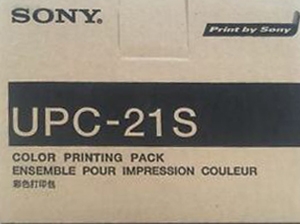 SONY.
Print by Sony
UPC-21S
COLOR PRINTING PACK
ENSEMBLE POUR IMPRESSION COULEUR
彩色打印包